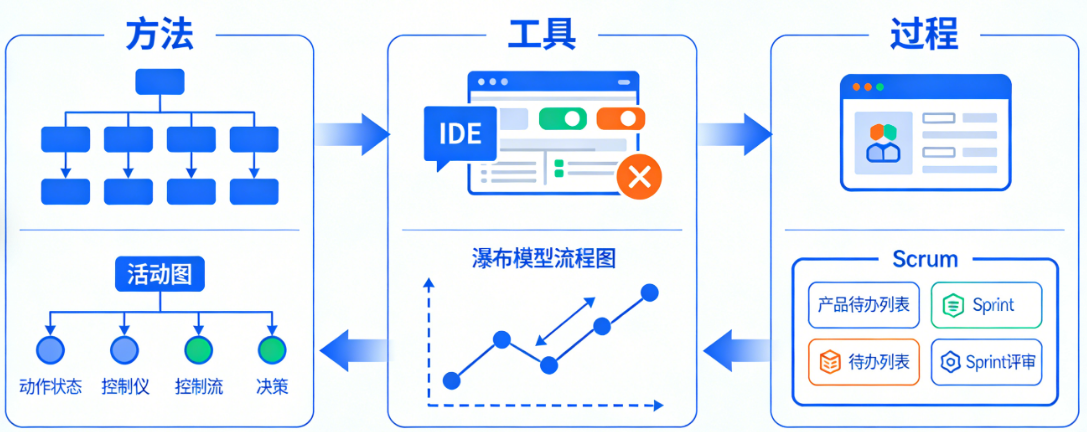 方法
工具
过程
IDE
活动图
动作状态
控制仪
控制流
决策
瀑布模型流程图
Scrum
产品待办列表
Sprint
待办列表
Sprint评审